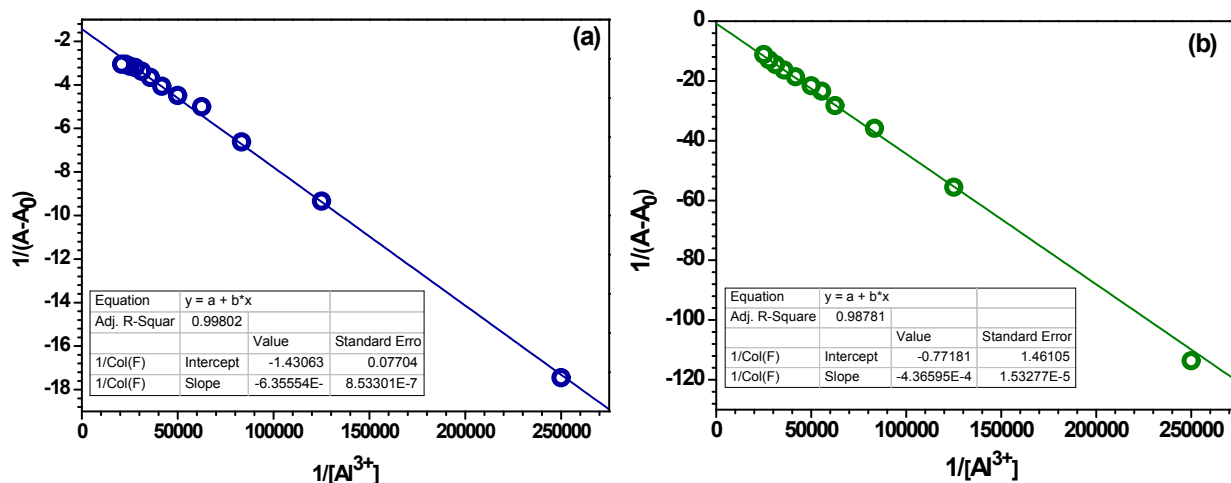 (a)
1/(A-A0)
-2
-4
-6
-8
-10
-12
-14
-16
-18
Equation y = a + b*x
Adj. R-Squar 0.99802
Value Standard Erro
1/Col(F) Intercept -1.43063 0.07704
1/Col(F) Slope -6.35554E- 8.53301E-7
0 50000 100000 150000 200000 250000
1/[Al3+]
(b)
1/(A-A0)
0
-20
-40
-60
-80
-100
-120
Equation y = a + b*x
Adj. R-Square 0.98781
Value Standard Error
1/Col(F) Intercept -0.77181 1.46105
1/Col(F) Slope -4.36595E-4 1.53277E-5
0 50000 100000 150000 200000 250000
1/[Al3+]